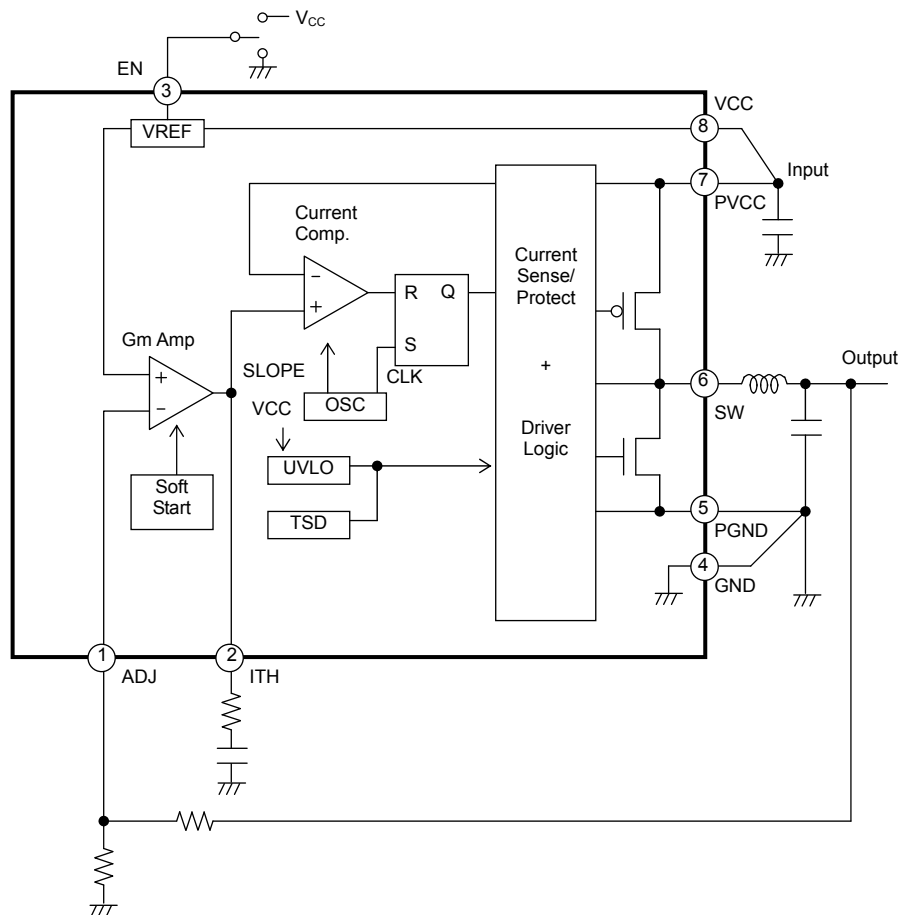 VCC
EN
3
VCC
VREF
8
Input
7
PVCC
Current
Comp.
Current
Sense/
Protect
+
Driver
Logic
−
+
R
Q
S
CLK
Gm Amp
+
−
SLOPE
OSC
VCC
UVLO
TSD
Soft
Start
6
SW
Output
5
PGND
4
GND
1
ADJ
2
ITH